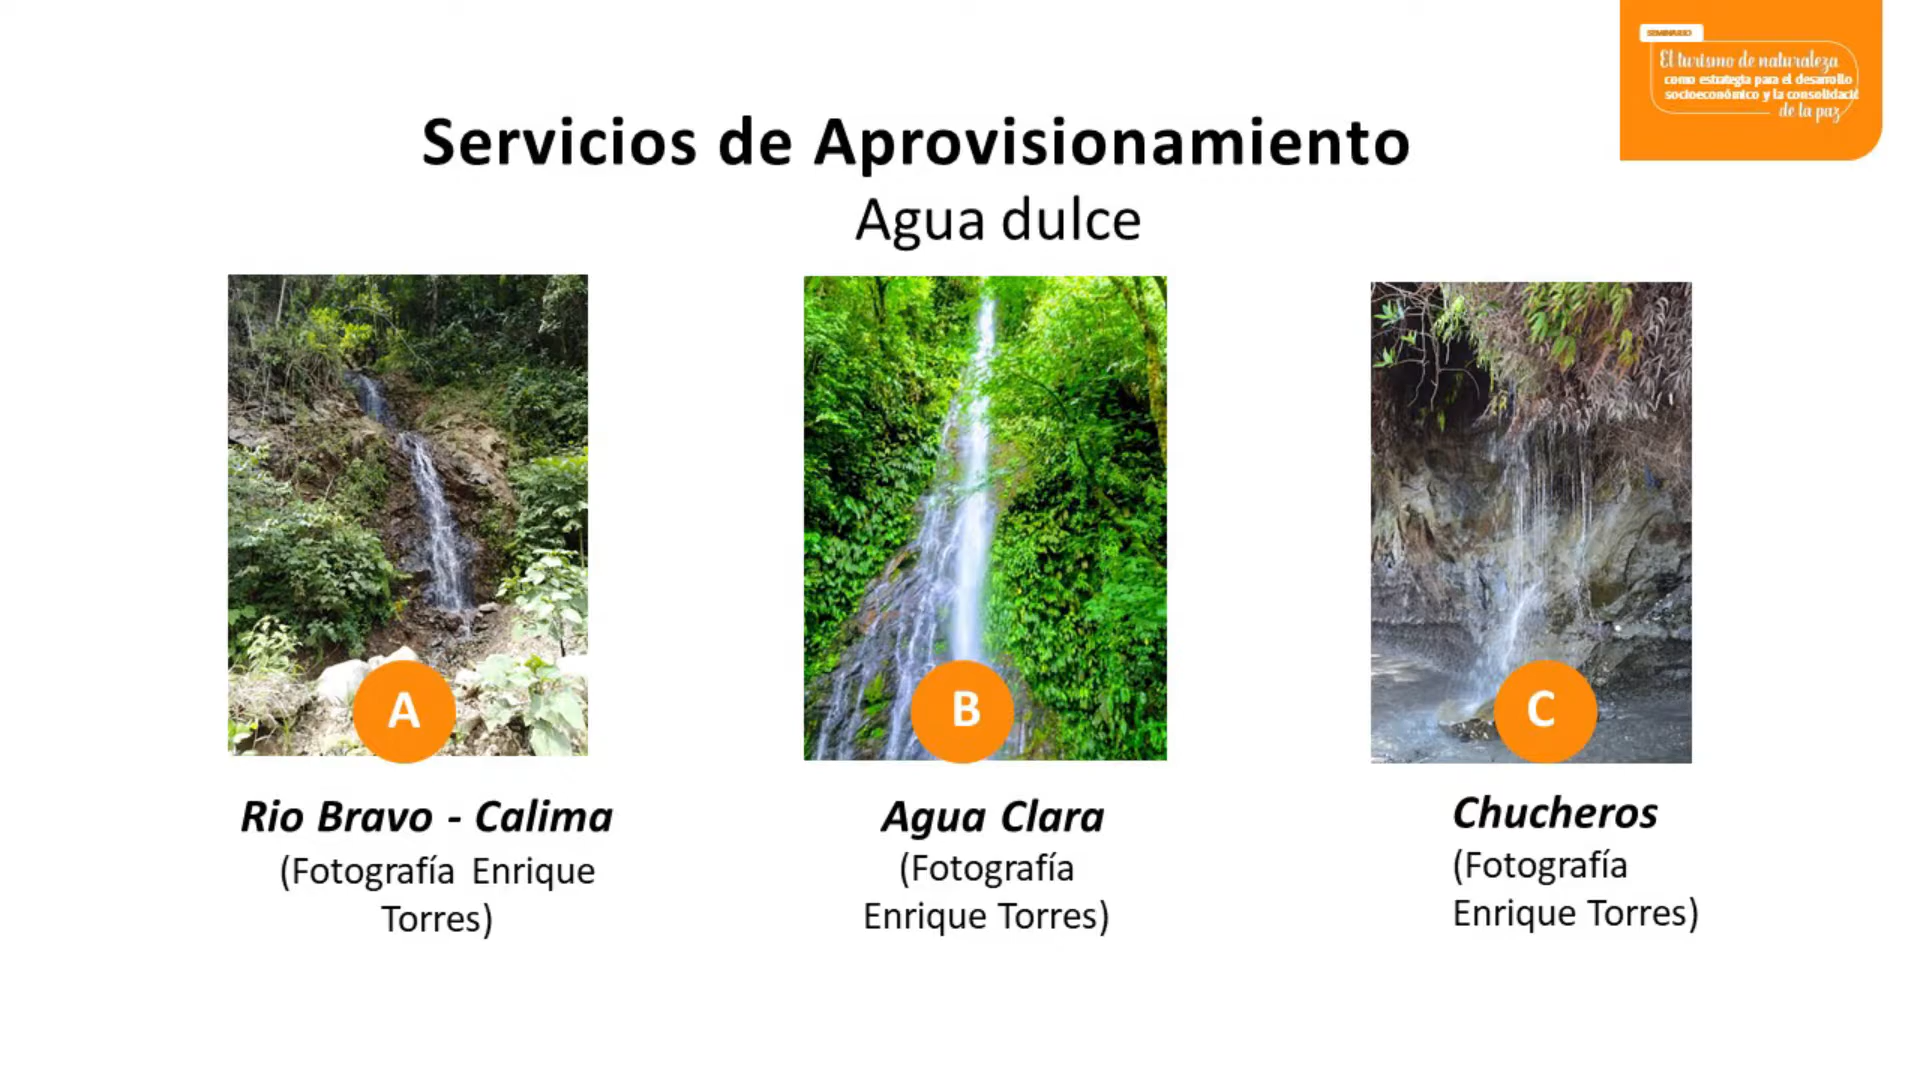 SEMINARIO
El turismo de naturaleza
como estrategia para el desarrollo
socioeconómico y la consolidació
de la paz
Servicios de Aprovisionamiento
Agua dulce
A
B
C
Rio Bravo - Calima
(Fotografía Enrique
Torres)
Agua Clara
(Fotografía
Enrique Torres)
Chucheros
(Fotografía
Enrique Torres)